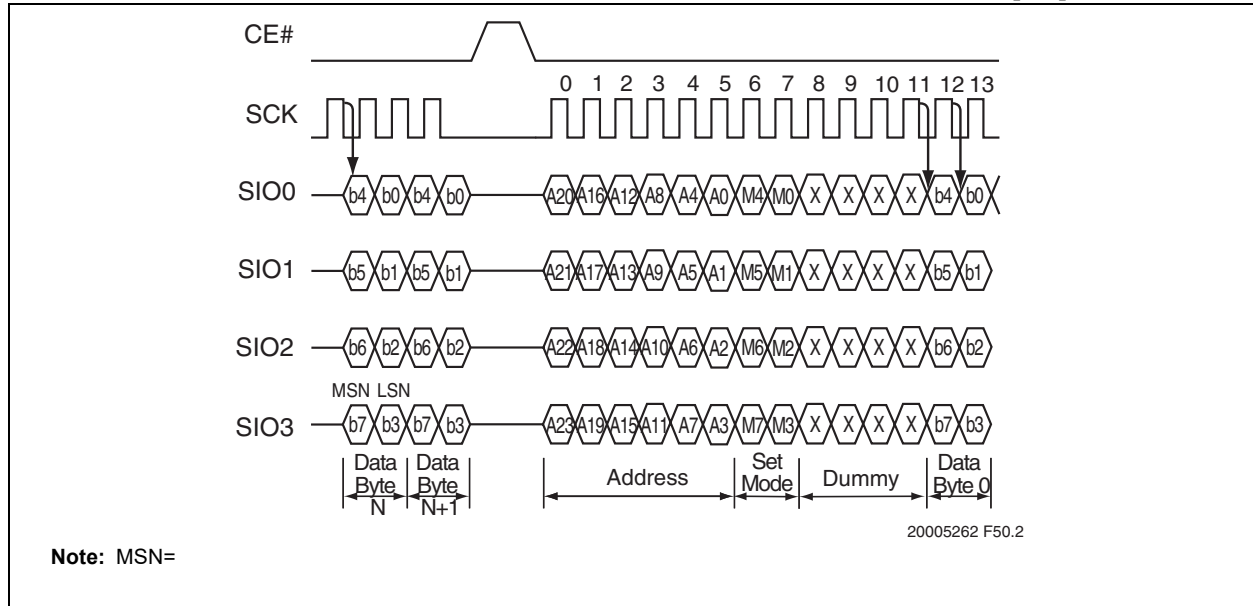 CE#
0 1 2 3 4 5 6 7 8 9 10 11 12 13
SCK
SIO0 b4 b0 b4 b0 A20 A16 A12 A8 A4 A0 M4 M0 X X X X b4 b0
SIO1 b5 b1 b5 b1 A21 A17 A13 A9 A5 A1 M5 M1 X X X X b5 b1
SIO2 b6 b2 b6 b2 A22 A18 A14 A10 A6 A2 M6 M2 X X X X b6 b2
MSN LSN
SIO3 b7 b3 b7 b3 A23 A19 A15 A11 A7 A3 M7 M3 X X X X b7 b3
Data Byte N Data Byte N+1 Address Set Mode Dummy Data Byte 0
20005262 F50.2
Note: MSN=